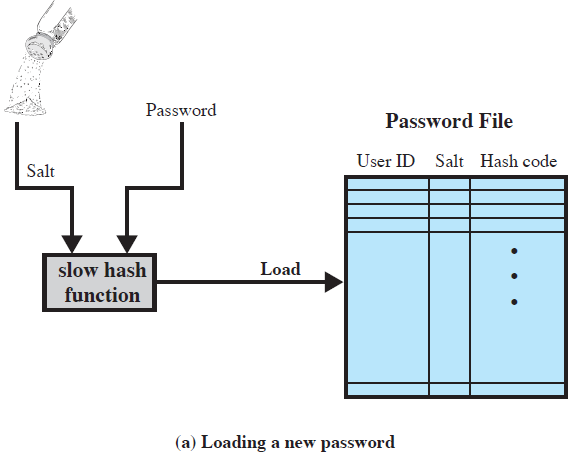 Password
Salt
Password File
User ID Salt Hash code
slow hash
function
Load
(a) Loading a new password